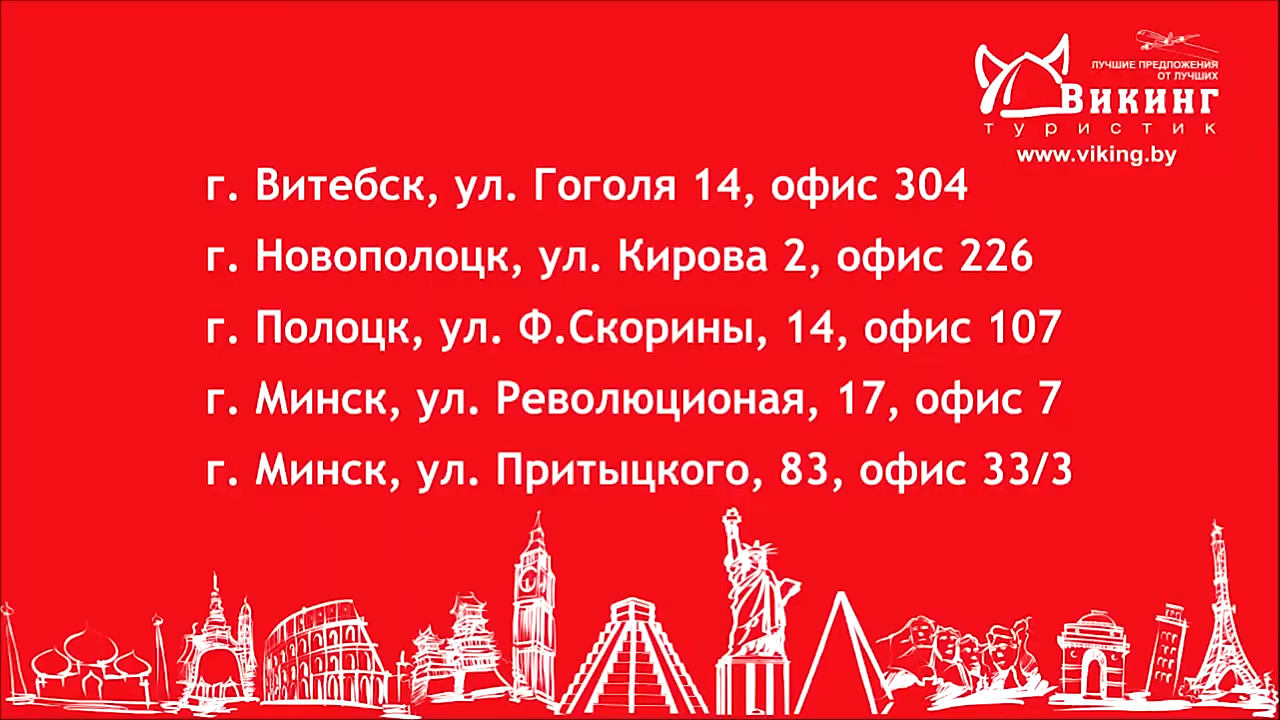 ЛУЧШИЕ ПРЕДЛОЖЕНИЯ
ОТ ЛУЧШИХ
ВИКИНГ
туристик
www.viking.by
г. Витебск, ул. Гоголя 14, офис 304
г. Новополоцк, ул. Кирова 2, офис 226
г. Полоцк, ул. Ф.Скорины, 14, офис 107
г. Минск, ул. Революционая, 17, офис 7
г. Минск, ул. Притыцкого, 83, офис 33/3